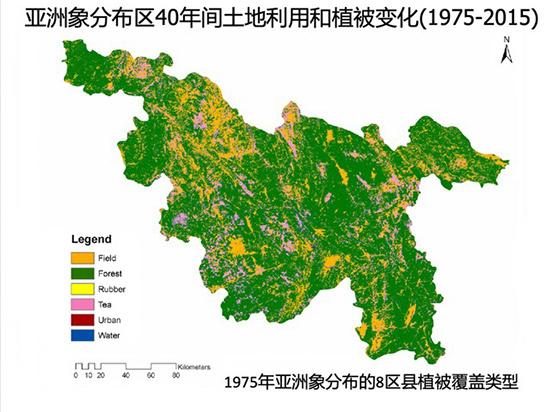 亚洲象分布区40年间土地利用和植被变化(1975-2015)
N
Legend
Field
Forest
Rubber
Tea
Urban
Water
Kilometers
0 10 20 40 60 80
1975年亚洲象分布的8区县植被覆盖类型